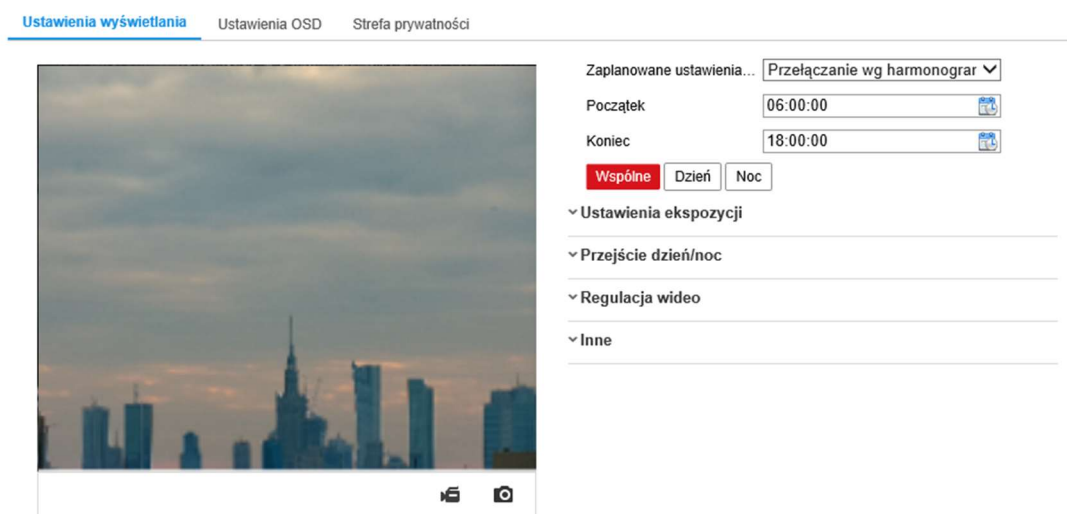 Ustawienia wyświetlania Ustawienia OSD Strefa prywatności
Zaplanowane ustawienia... Przełączanie wg harmonogram
Początek 06:00:00
Koniec 18:00:00
Wspólne Dzień Noc
Ustawienia ekspozycji
Przejście dzień/noc
Regulacja wideo
Inne